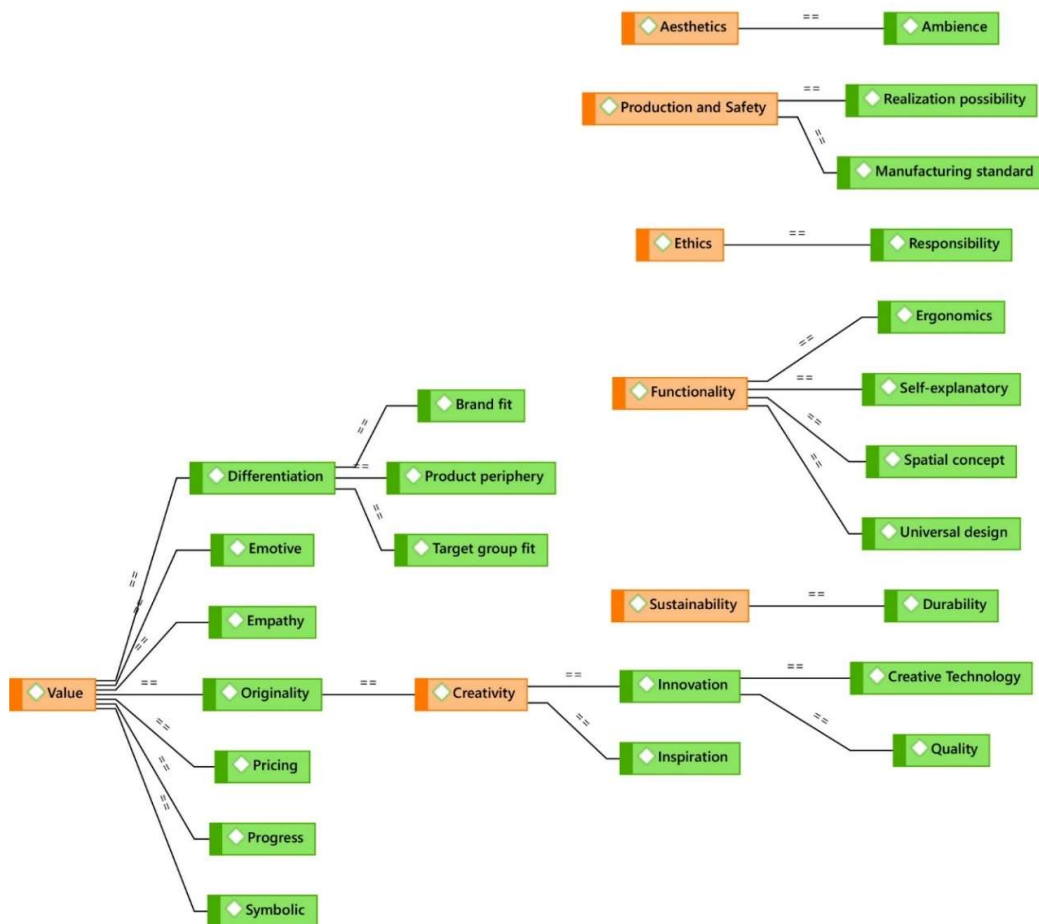 Aesthetics == Ambience
Production and Safety == Realization possibility
== Manufacturing standard
Ethics == Responsibility
== Ergonomics
Functionality == Self-explanatory
== Spatial concept
== Universal design
== Brand fit
Differentiation == Product periphery
== Target group fit
== Emotive
Sustainability == Durability
== Empathy
==
Value == Originality == Creativity == Innovation == Creative Technology
== Pricing == Inspiration == Quality
== Progress
== Symbolic